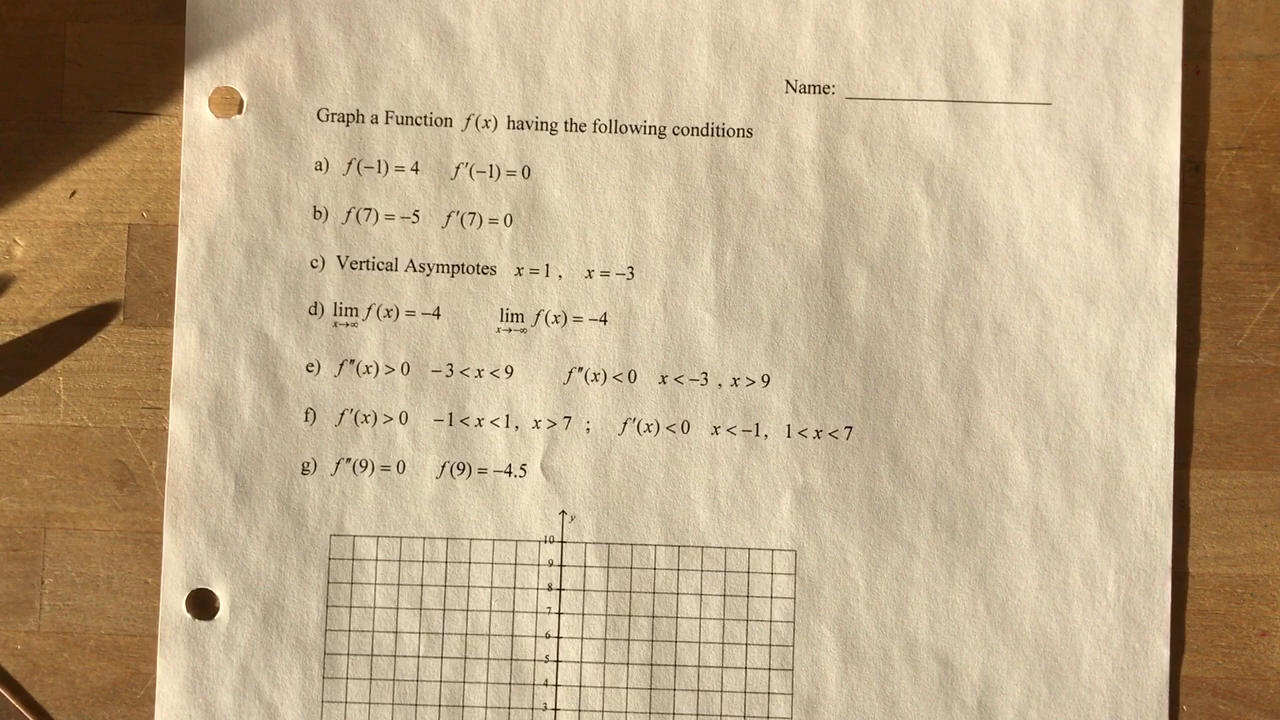 Name: ____________________
Graph a Function f(x) having the following conditions
a) f(−1) = 4 f′(−1) = 0
b) f(7) = −5 f′(7) = 0
c) Vertical Asymptotes x = 1, x = −3
d) lim x→∞ f(x) = −4 lim x→−∞ f(x) = −4
e) f″(x) > 0 −3 < x < 9 f″(x) < 0 x < −3, x > 9
f) f′(x) > 0 −1 < x < 1, x > 7 ; f′(x) < 0 x < −1, 1 < x < 7
g) f″(9) = 0 f(9) = −4.5
y
10
9
8
7
6
5
4
3